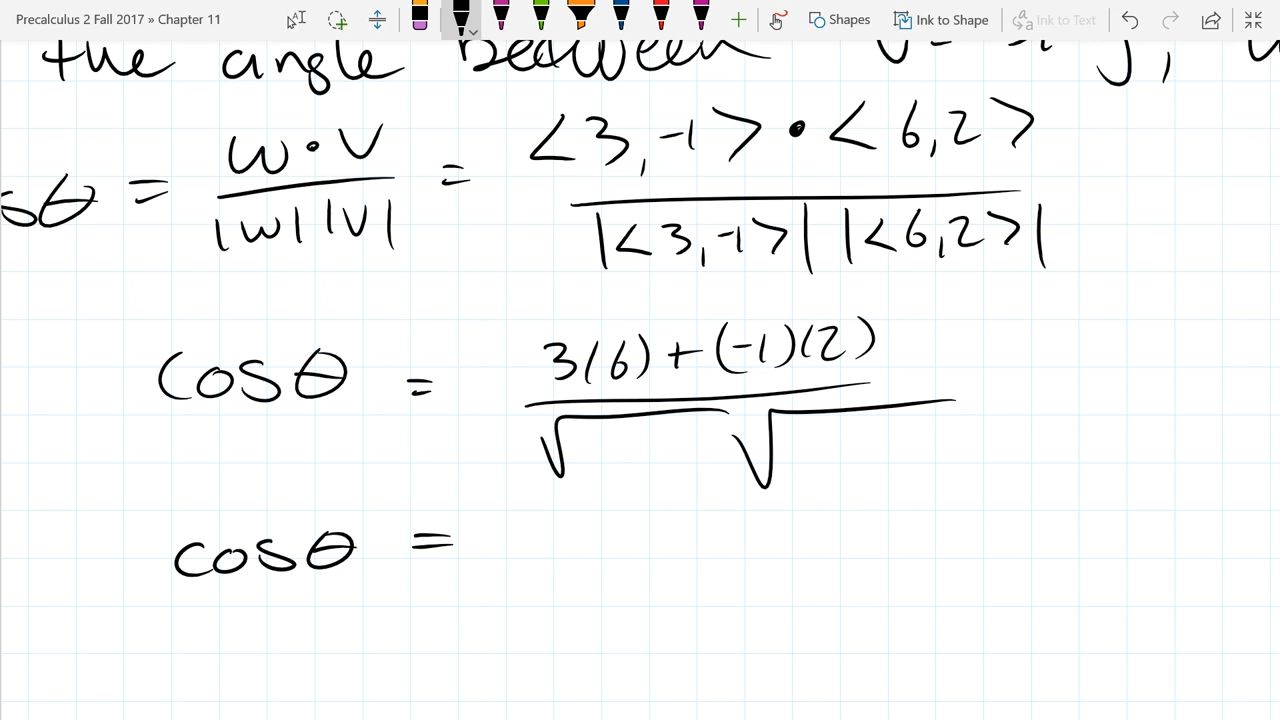 Precalculus 2 Fall 2017 » Chapter 11 Shapes Ink to Shape Ink to Text
the angle between v
sθ = w • v / |w| |v| = <3, -1> • <6, 2> / |<3, -1>| |<6, 2>|
cos θ = 3(6) + (-1)(2) / √ √
cos θ =